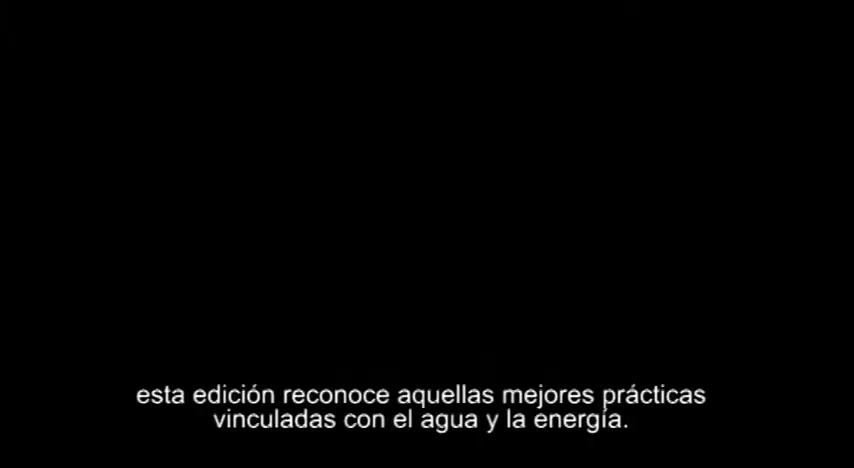 esta edición reconoce aquellas mejores prácticas
vinculadas con el agua y la energía.